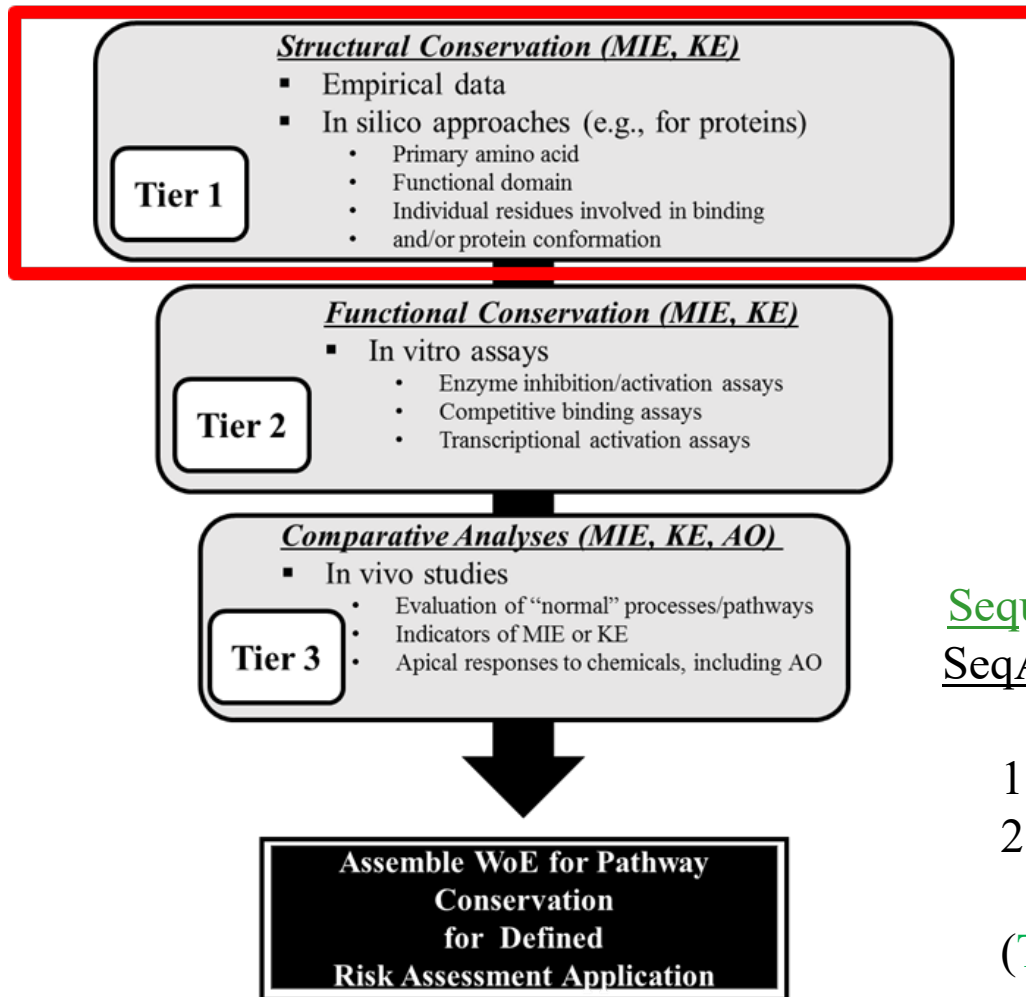 Structural Conservation (MIE, KE)
▪ Empirical data
▪ In silico approaches (e.g., for proteins)
• Primary amino acid
• Functional domain
• Individual residues involved in binding
• and/or protein conformation
Tier 1
Functional Conservation (MIE, KE)
▪ In vitro assays
• Enzyme inhibition/activation assays
• Competitive binding assays
• Transcriptional activation assays
Tier 2
Comparative Analyses (MIE, KE, AO)
▪ In vivo studies
• Evaluation of “normal” processes/pathways
• Indicators of MIE or KE
• Apical responses to chemicals, including AO
Tier 3
Assemble WoE for Pathway
Conservation
for Defined
Risk Assessment Application
1
2